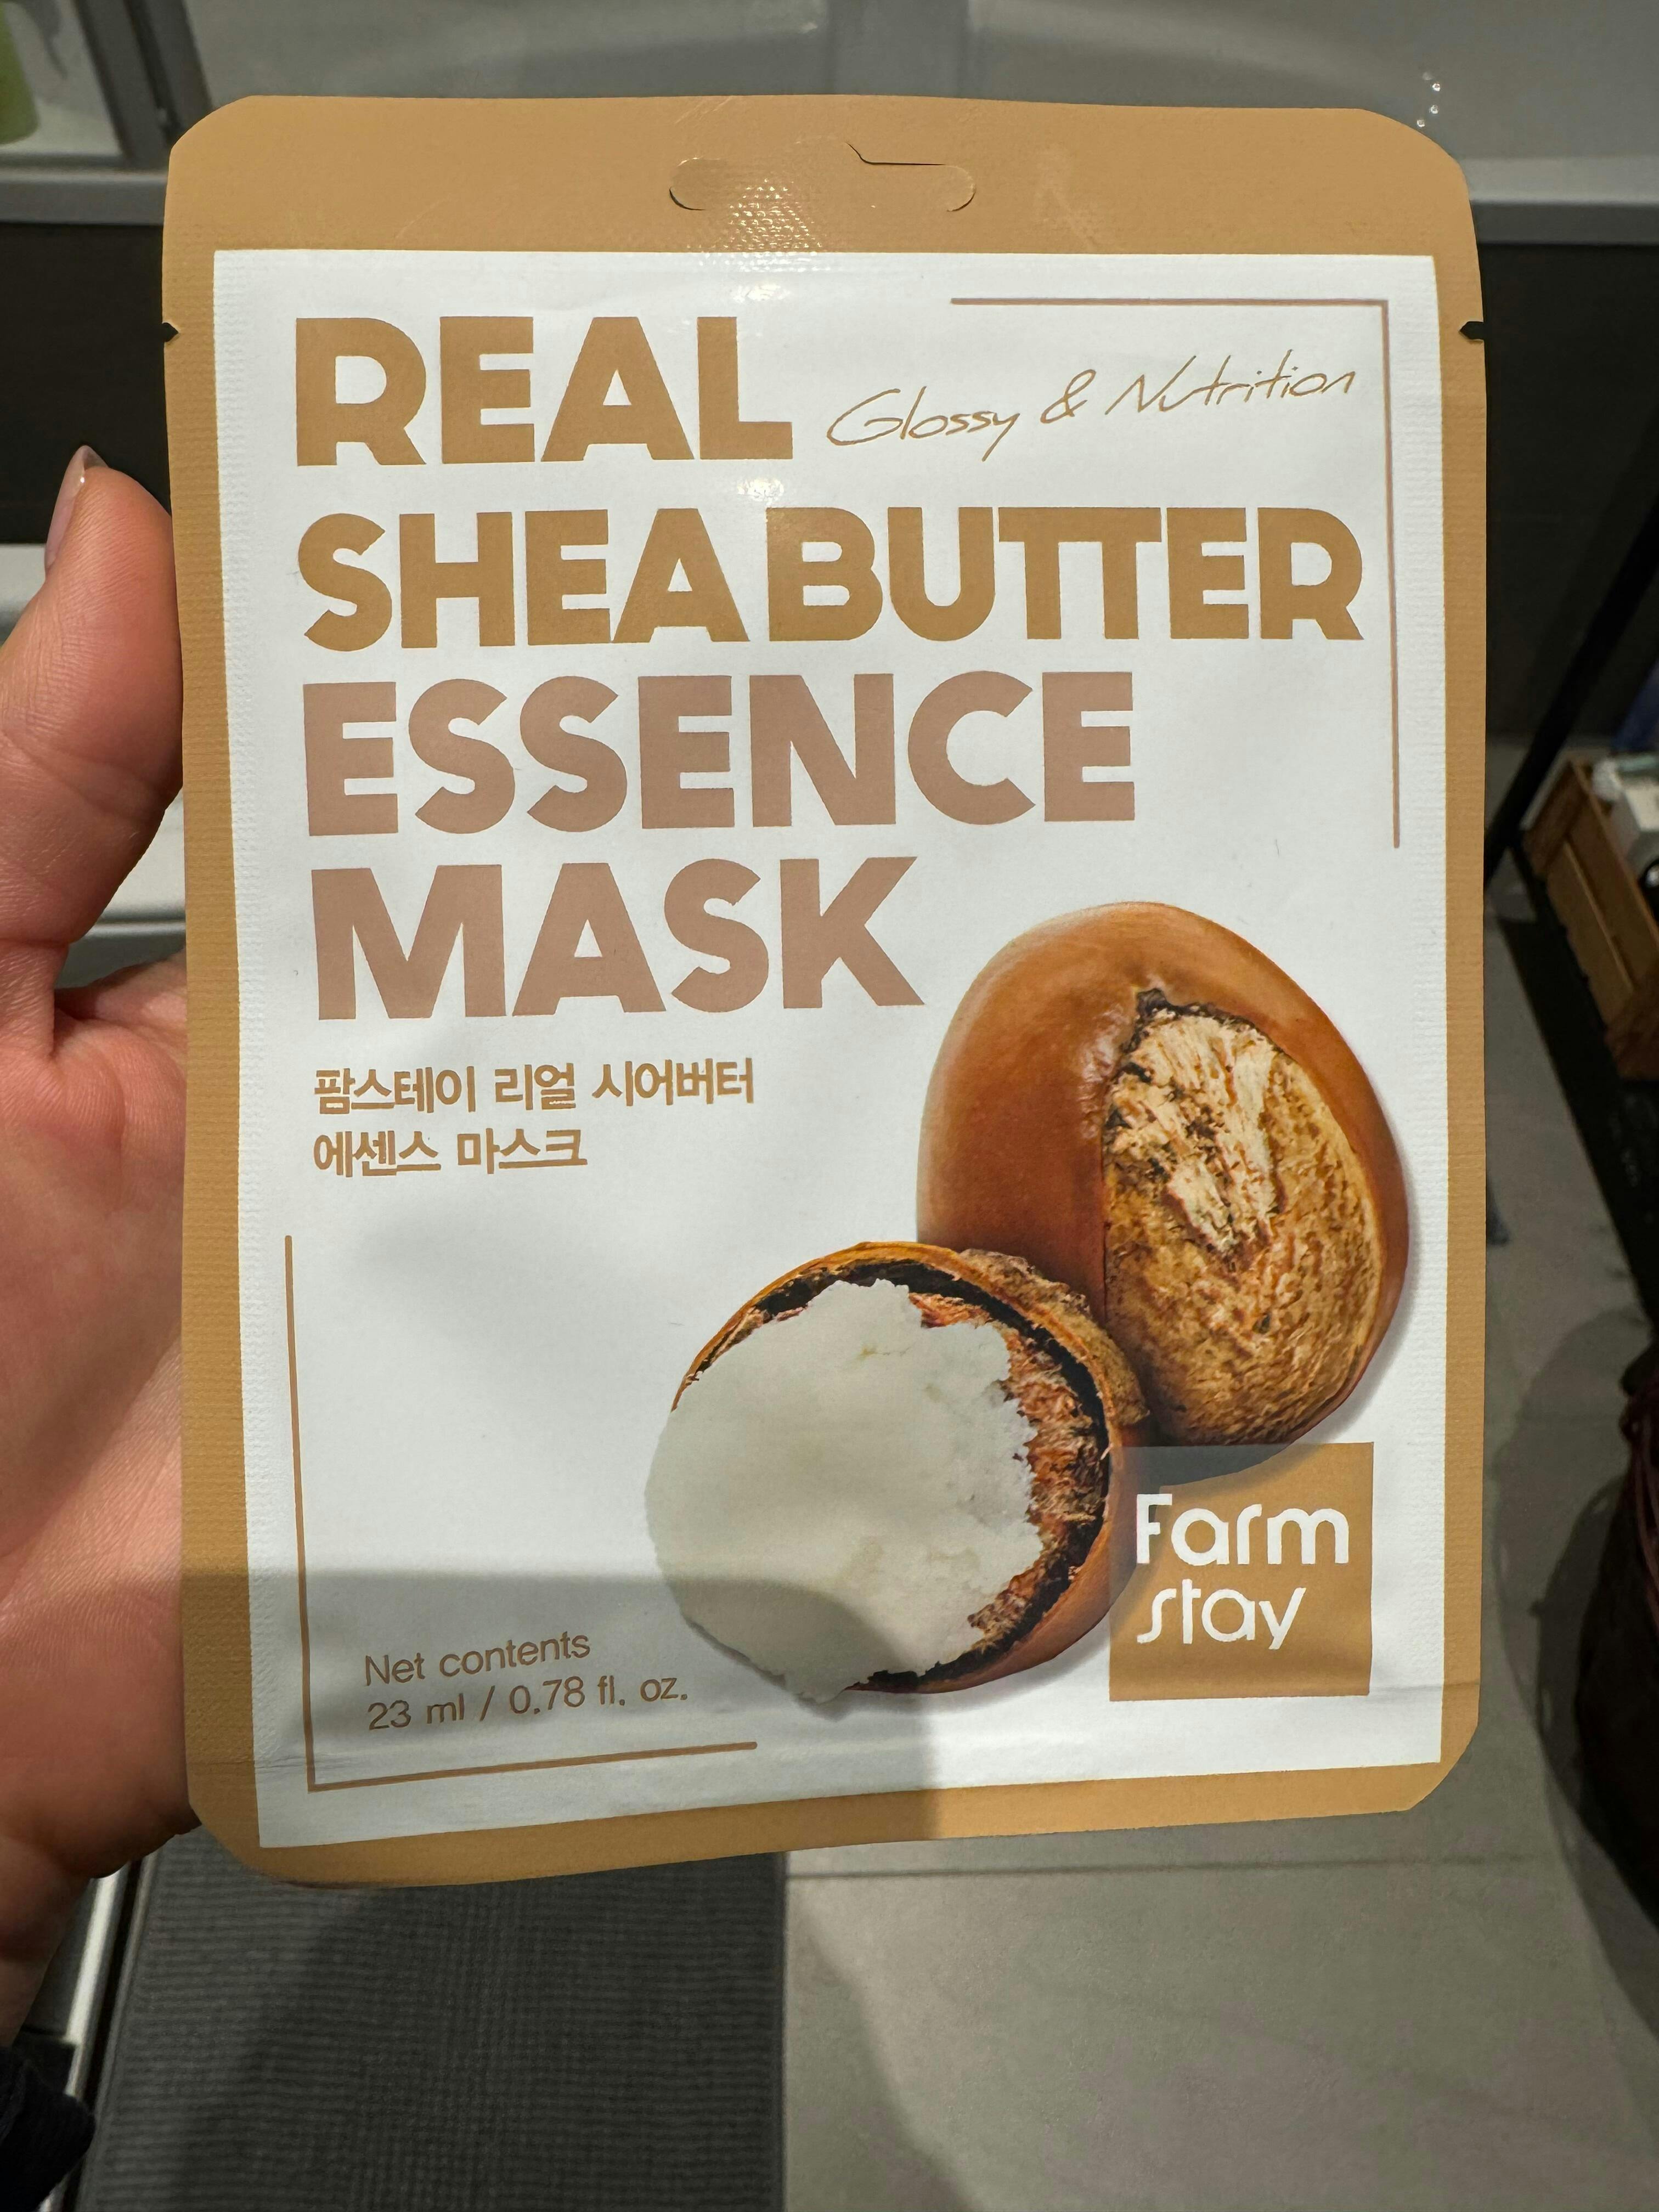 REAL
Glossy & Nutrition
SHEA BUTTER
ESSENCE
MASK
팜스테이 리얼 시어버터
에센스 마스크
Net contents
23 ml / 0.78 fl. oz.
Farm
stay